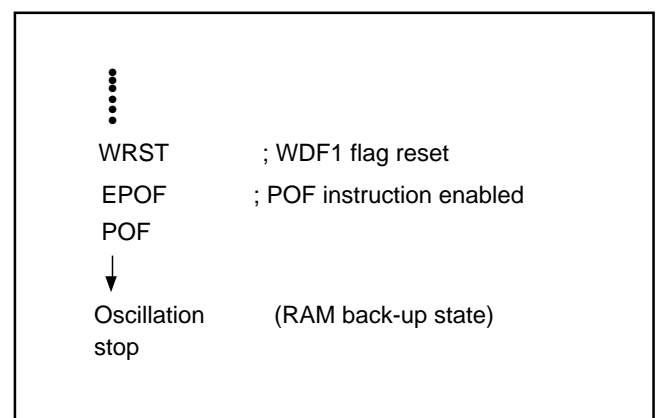 WRST ; WDF1 flag reset
EPOF ; POF instruction enabled
POF
Oscillation (RAM back-up state)
stop